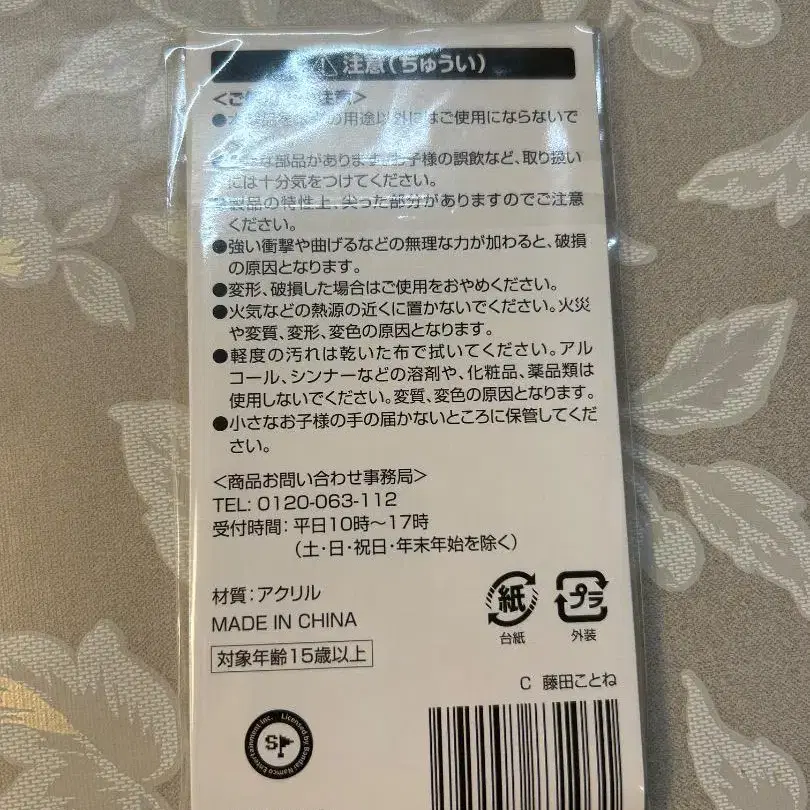 注意(ちゅうい)
の用途以外にはご使用にならないで
部品があります。お子様の誤飲など、取り扱い
には十分気をつけてください。
●製品の特性上、尖った部分がありますのでご注意
ください。
●強い衝撃や曲げるなどの無理な力が加わると、破損
の原因となります。
●変形、破損した場合はご使用をおやめください。
●火気などの熱源の近くに置かないでください。火災
や変質、変形、変色の原因となります。
●軽度の汚れは乾いた布で拭いてください。アル
コール、シンナーなどの溶剤や、化粧品、薬品類は
使用しないでください。変質、変色の原因となります。
●小さなお子様の手の届かないところに保管してくだ
さい。
<商品お問い合わせ事務局>
TEL: 0120-063-112
受付時間: 平日10時〜17時
(土・日・祝日・年末年始を除く)
材質:アクリル
MADE IN CHINA
対象年齢15歳以上
紙
台紙
プラ
外装
C 藤田ことね
Licensed by Bandai Namco Entertainment Inc.
S